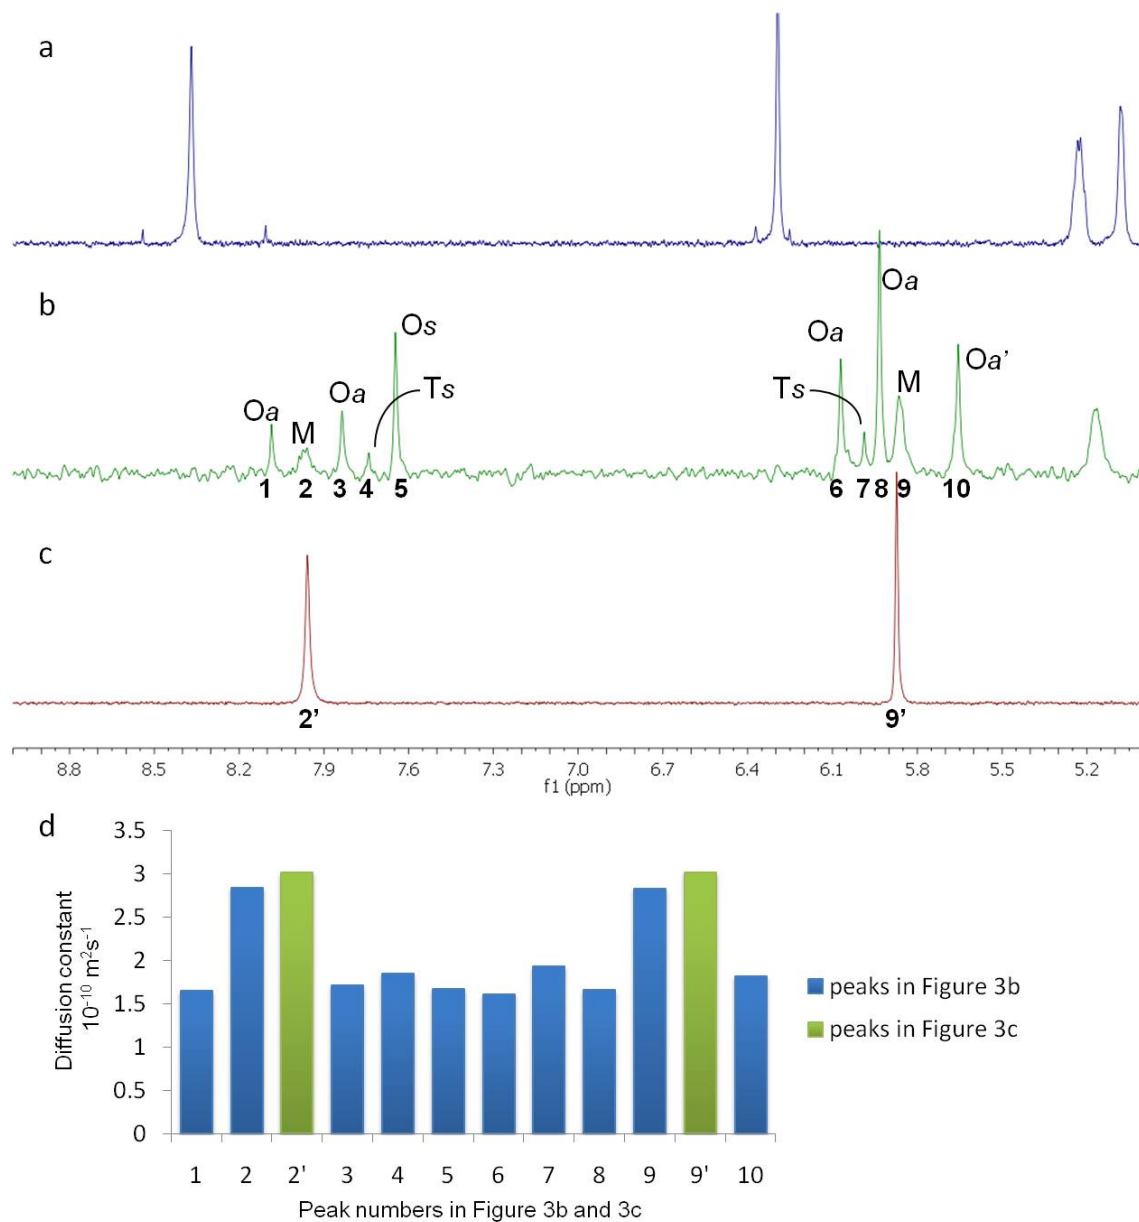 a
b
Oa
M
Oa
Ts
Os
Oa
Ts
Oa
M
Oa'
1 2 3 4 5 6 7 8 9 10
c
2' 9'
8.8 8.5 8.2 7.9 7.6 7.3 7.0 6.7 6.4 6.1 5.8 5.5 5.2
f1 (ppm)
d
Diffusion constant
10⁻¹⁰ m²s⁻¹
3.5
3
2.5
2
1.5
1
0.5
0
1 2 2' 3 4 5 6 7 8 9 9' 10
Peak numbers in Figure 3b and 3c
peaks in Figure 3b
peaks in Figure 3c